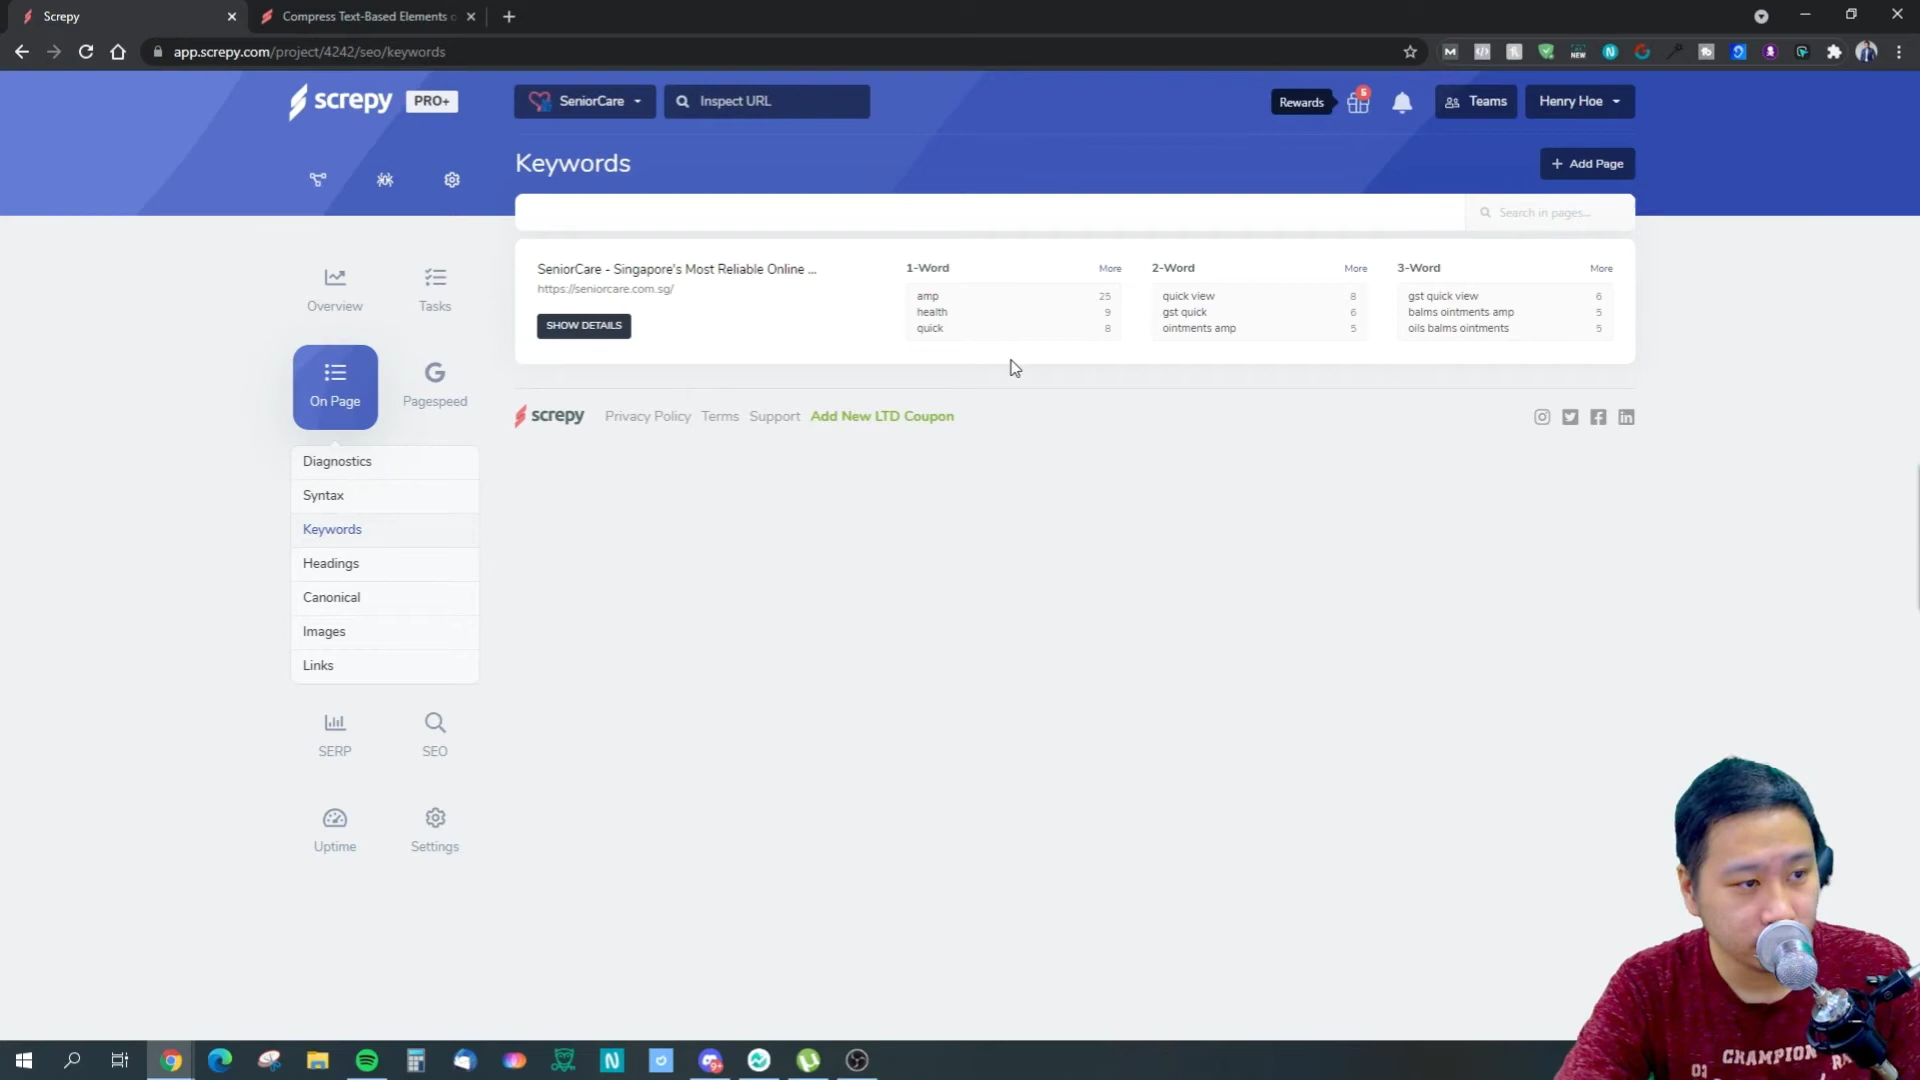 Screpy
Compress Text-Based Elements o
app.screpy.com/project/4242/seo/keywords
screpy PRO+
SeniorCare
Inspect URL
Rewards
5
Teams
Henry Hoe
Keywords
+ Add Page
Search in pages...
SeniorCare - Singapore's Most Reliable Online ...
https://seniorcare.com.sg/
SHOW DETAILS
1-Word More
amp 25
health 9
quick 8
2-Word More
quick view 8
gst quick 6
ointments amp 5
3-Word More
gst quick view 6
balms ointments amp 5
oils balms ointments 5
screpy Privacy Policy Terms Support Add New LTD Coupon
Overview
Tasks
On Page
Pagespeed
Diagnostics
Syntax
Keywords
Headings
Canonical
Images
Links
SERP
SEO
Uptime
Settings
CHAMPION